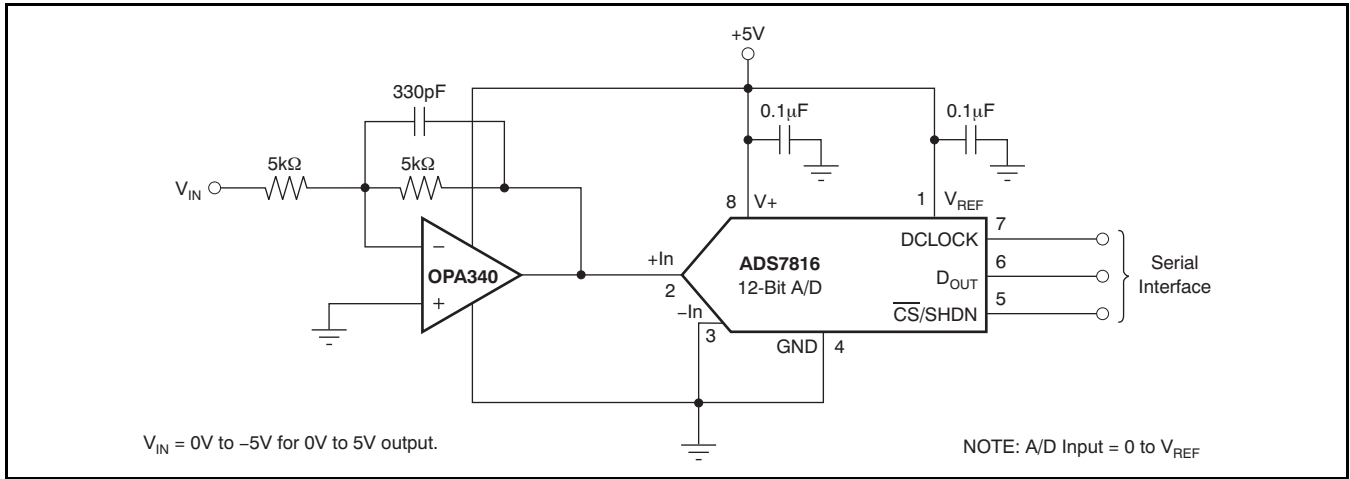 +5V
330pF
0.1µF
0.1µF
5kΩ
5kΩ
V_IN
8
V+
1
V_REF
7
DCLOCK
−
OPA340
+
+In
2
ADS7816
12-Bit A/D
6
D_OUT
Serial
Interface
−In
3
5
CS/SHDN
GND
4
V_IN = 0V to −5V for 0V to 5V output.
NOTE: A/D Input = 0 to V_REF